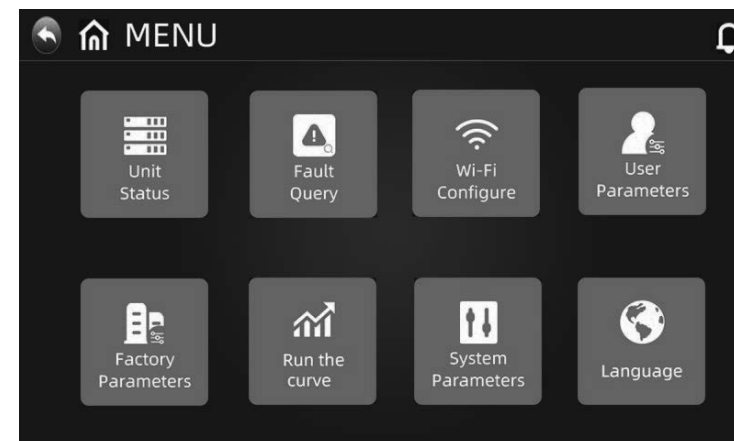 MENU
Unit
Status
Fault
Query
Wi-Fi
Configure
User
Parameters
Factory
Parameters
Run the
curve
System
Parameters
Language